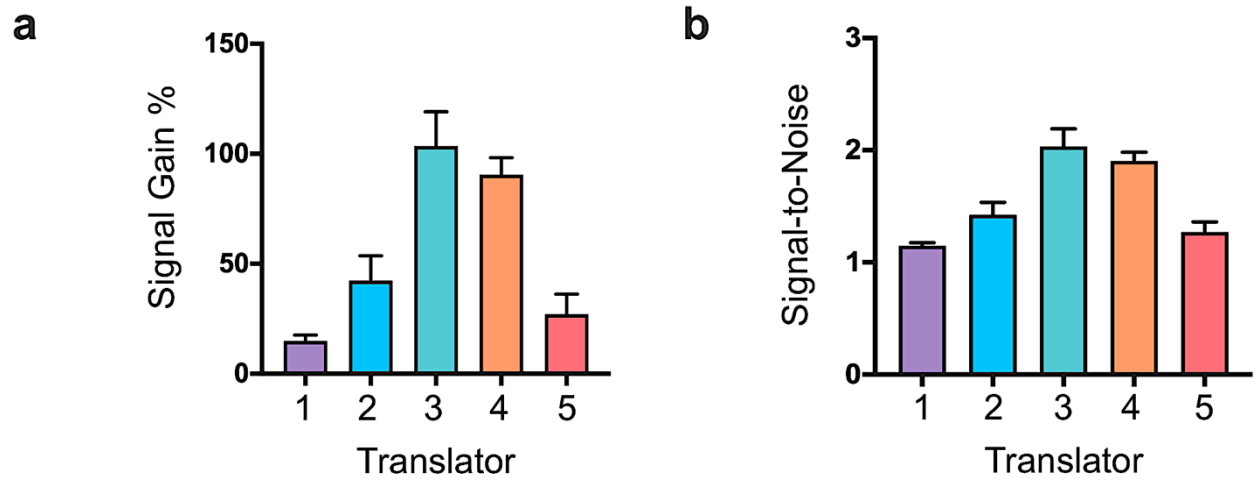 a
150
100
50
0
Signal Gain %
1 2 3 4 5
Translator
b
3
2
1
0
Signal-to-Noise
1 2 3 4 5
Translator